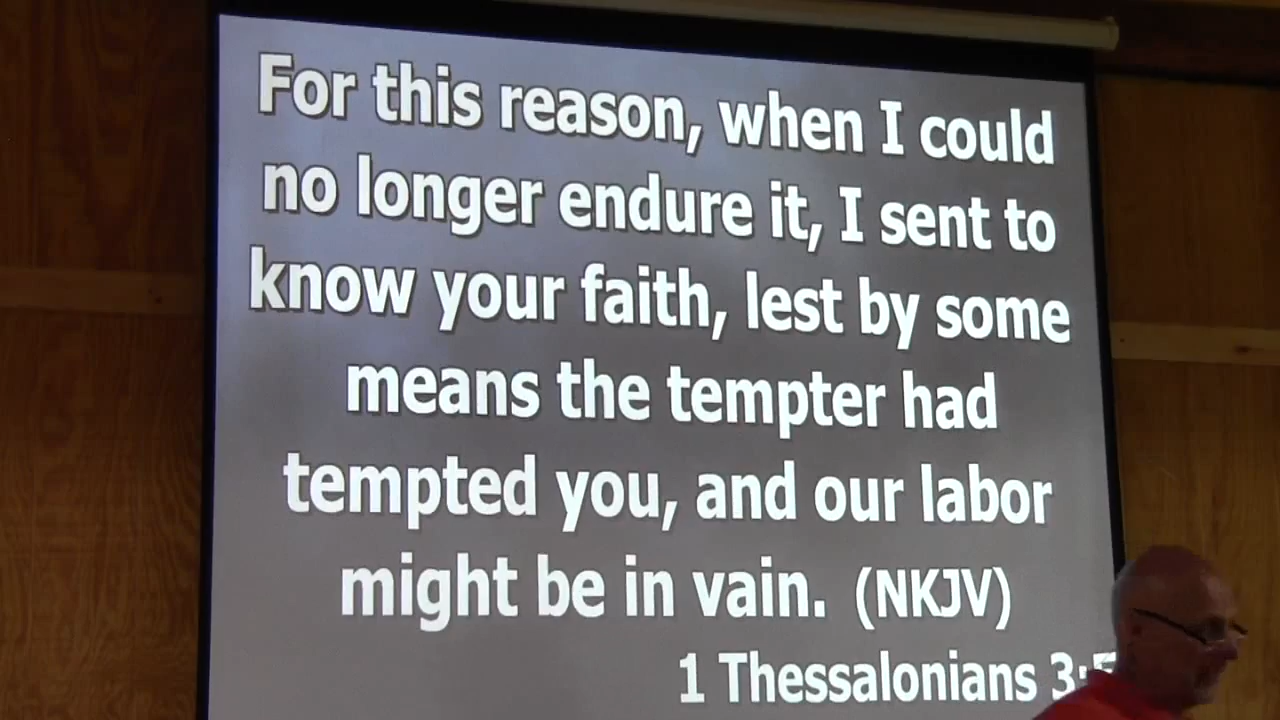 For this reason, when I could
no longer endure it, I sent to
know your faith, lest by some
means the tempter had
tempted you, and our labor
might be in vain. (NKJV)
1 Thessalonians 3:5